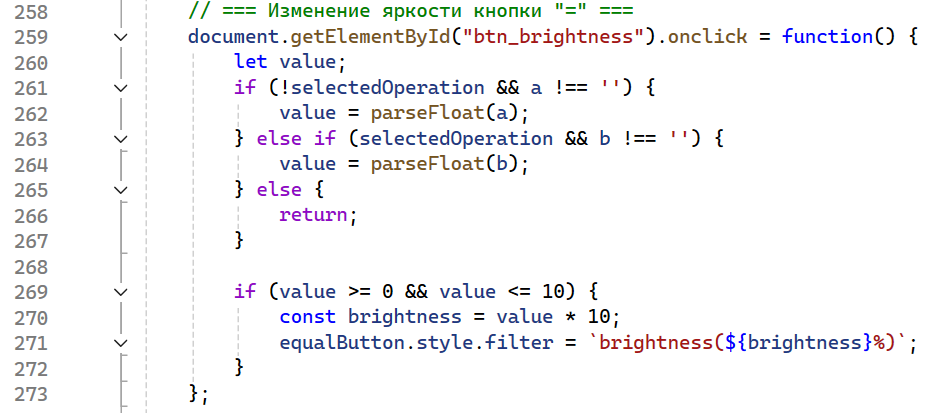 258 // === Изменение яркости кнопки "=" ===
259 document.getElementById("btn_brightness").onclick = function() {
260 let value;
261 if (!selectedOperation && a !== '') {
262 value = parseFloat(a);
263 } else if (selectedOperation && b !== '') {
264 value = parseFloat(b);
265 } else {
266 return;
267 }
268
269 if (value >= 0 && value <= 10) {
270 const brightness = value * 10;
271 equalButton.style.filter = `brightness(${brightness}%)`;
272 }
273 };